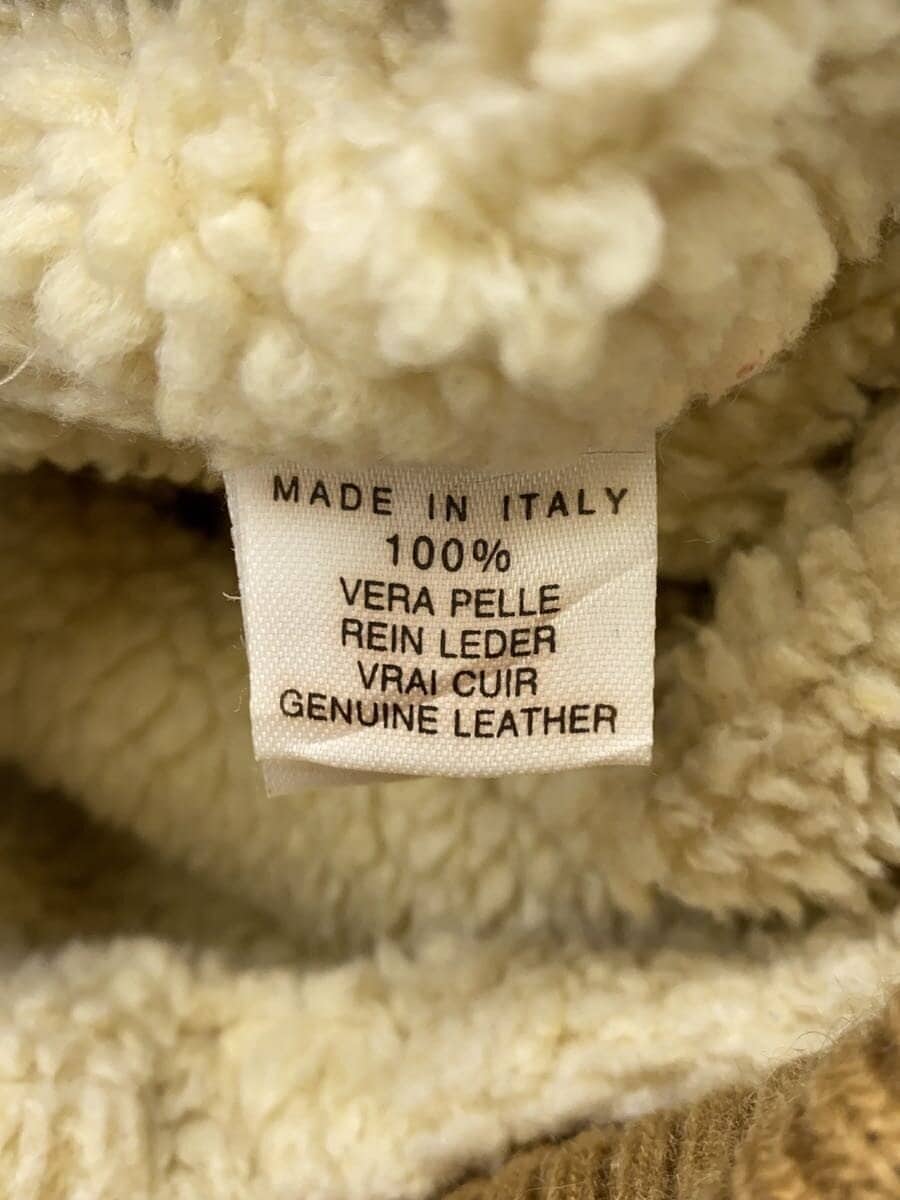 MADE IN ITALY
100%
VERA PELLE
REIN LEDER
VRAI CUIR
GENUINE LEATHER